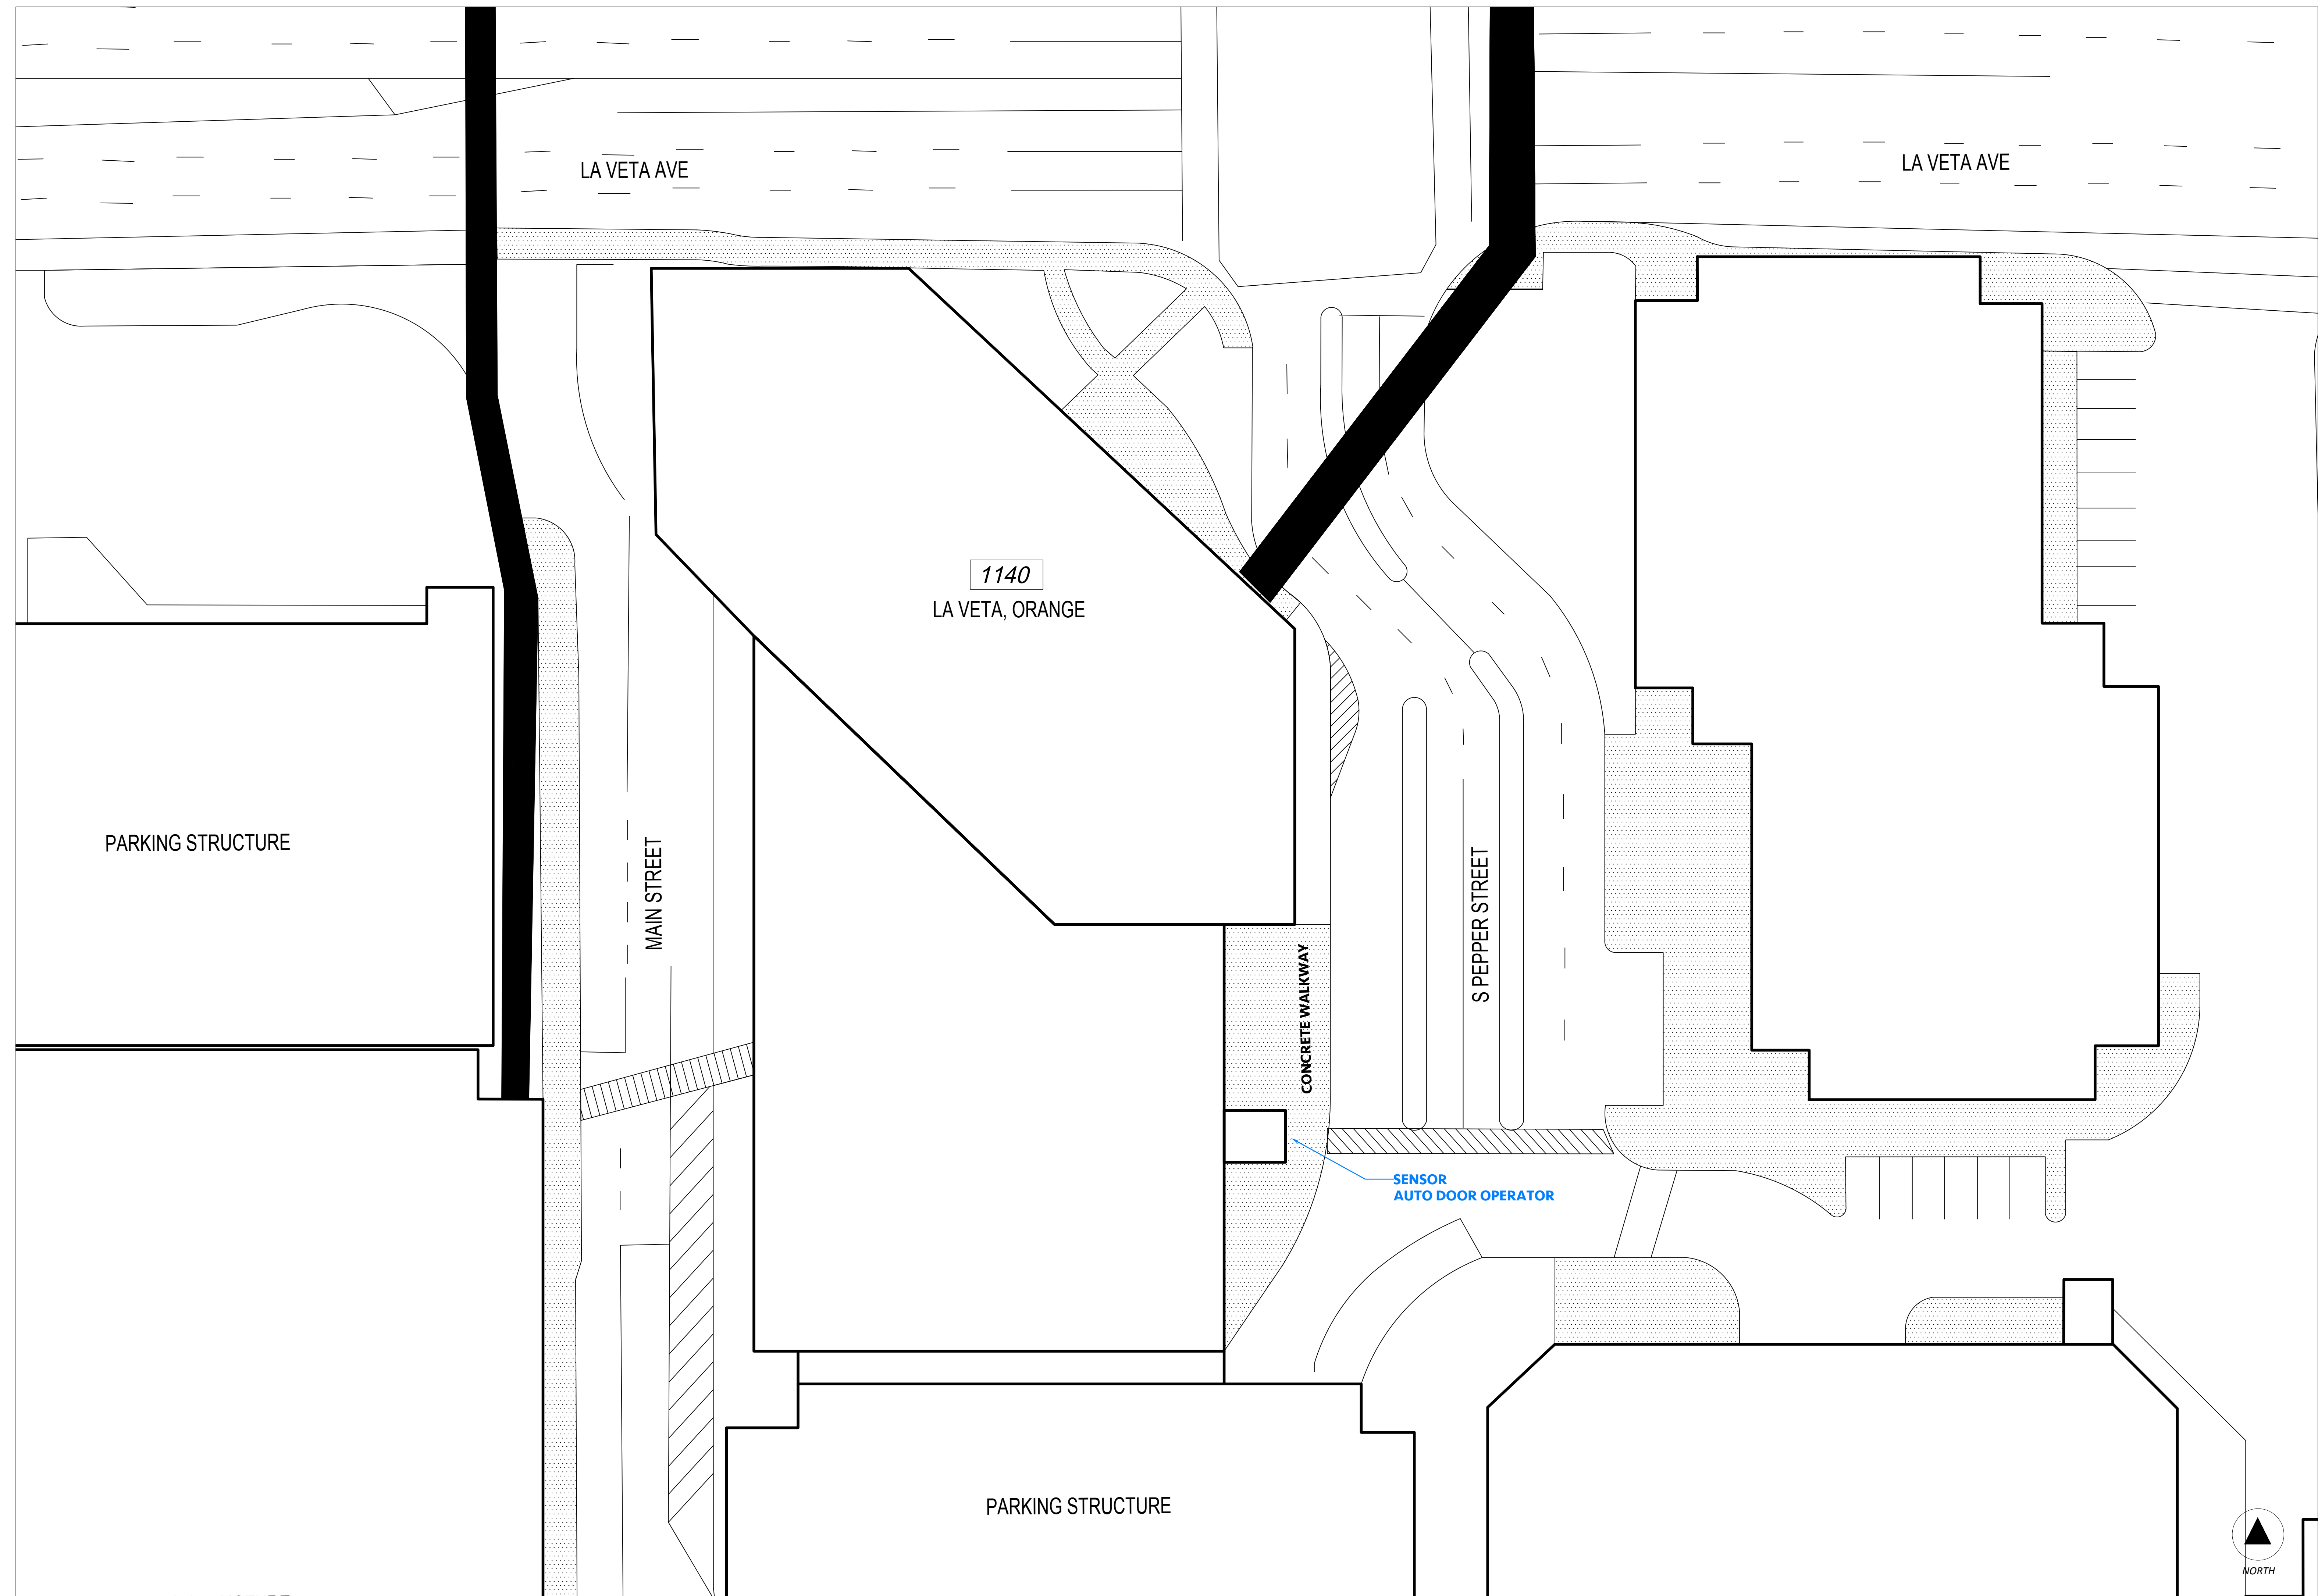 LA VETA AVE
LA VETA AVE
1140
LA VETA, ORANGE
PARKING STRUCTURE
MAIN STREET
S PEPPER STREET
CONCRETE WALKWAY
SENSOR
AUTO DOOR OPERATOR
PARKING STRUCTURE
NORTH